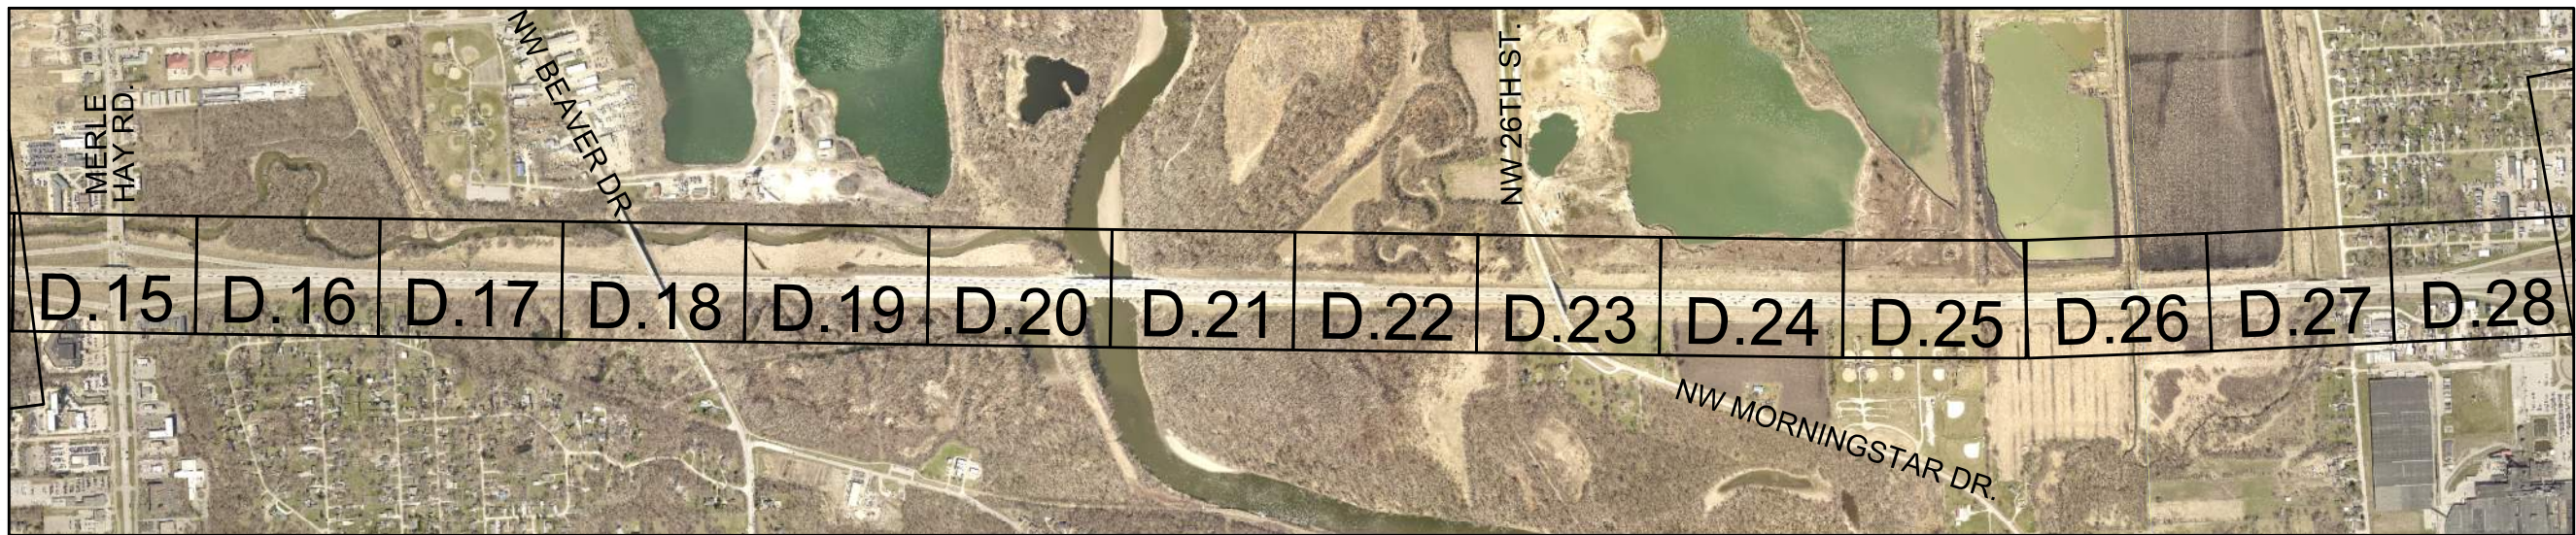 MERLE
HAY RD.
NW BEAVER DR
NW 26TH ST.
D.15
D.16
D.17
D.18
D.19
D.20
D.21
D.22
D.23
D.24
D.25
D.26
D.27
D.28
NW MORNINGSTAR DR.